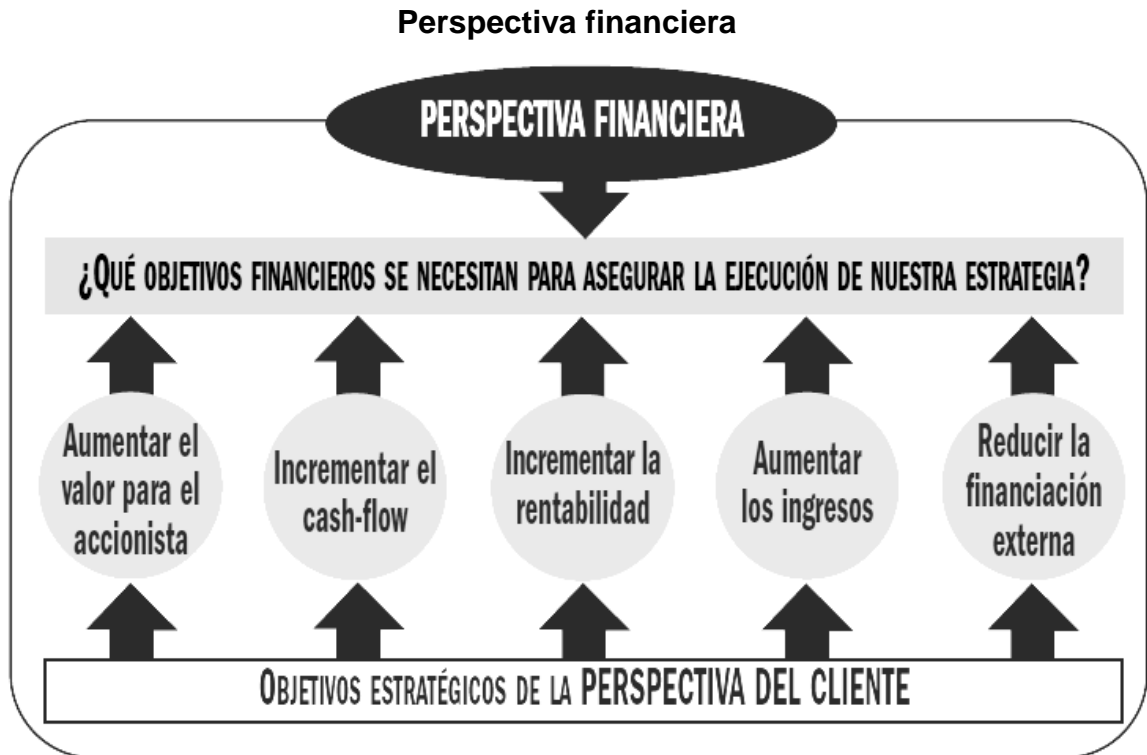 Perspectiva financiera
PERSPECTIVA FINANCIERA
¿QUÉ OBJETIVOS FINANCIEROS SE NECESITAN PARA ASEGURAR LA EJECUCIÓN DE NUESTRA ESTRATEGIA?
Aumentar el
valor para el
accionista
Incrementar el
cash-flow
Incrementar la
rentabilidad
Aumentar
los ingresos
Reducir la
financiación
externa
OBJETIVOS ESTRATÉGICOS DE LA PERSPECTIVA DEL CLIENTE